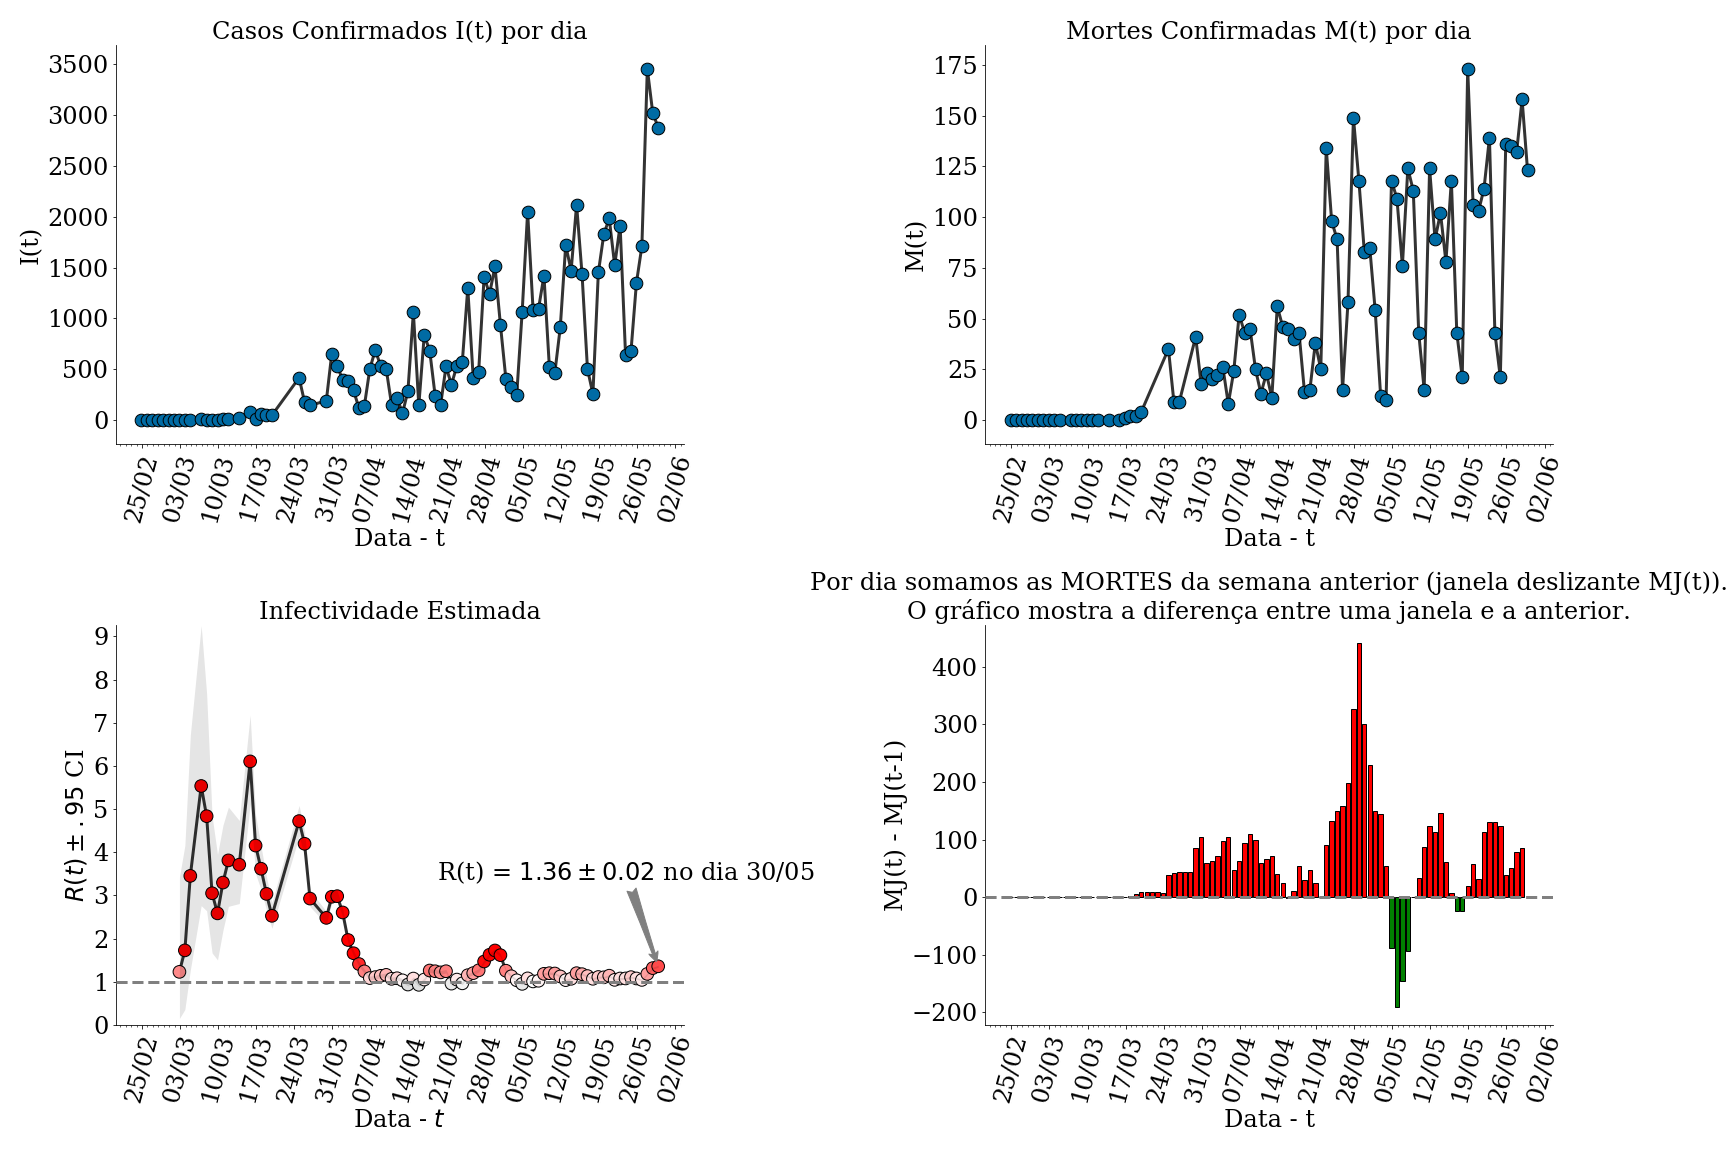 Casos Confirmados I(t) por dia
3500
3000
2500
2000
1500
1000
500
0
I(t)
25/02 03/03 10/03 17/03 24/03 31/03 07/04 14/04 21/04 28/04 05/05 12/05 19/05 26/05 02/06
Data - t
Mortes Confirmadas M(t) por dia
175
150
125
100
75
50
25
0
M(t)
25/02 03/03 10/03 17/03 24/03 31/03 07/04 14/04 21/04 28/04 05/05 12/05 19/05 26/05 02/06
Data - t
Infectividade Estimada
9
8
7
6
5
4
3
2
1
0
R(t) ± .95 CI
R(t) = 1.36 ± 0.02 no dia 30/05
25/02 03/03 10/03 17/03 24/03 31/03 07/04 14/04 21/04 28/04 05/05 12/05 19/05 26/05 02/06
Data - t
Por dia somamos as MORTES da semana anterior (janela deslizante MJ(t)).
O gráfico mostra a diferença entre uma janela e a anterior.
400
300
200
100
0
−100
−200
MJ(t) - MJ(t-1)
25/02 03/03 10/03 17/03 24/03 31/03 07/04 14/04 21/04 28/04 05/05 12/05 19/05 26/05 02/06
Data - t